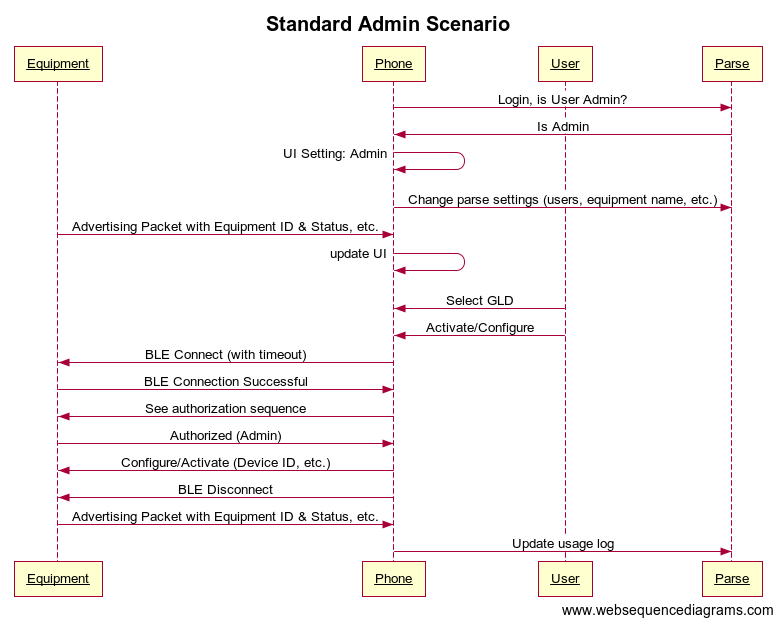 Standard Admin Scenario
Equipment Phone User Parse
Login, is User Admin?
Is Admin
UI Setting: Admin
Change parse settings (users, equipment name, etc.)
Advertising Packet with Equipment ID & Status, etc.
update UI
Select GLD
Activate/Configure
BLE Connect (with timeout)
BLE Connection Successful
See authorization sequence
Authorized (Admin)
Configure/Activate (Device ID, etc.)
BLE Disconnect
Advertising Packet with Equipment ID & Status, etc.
Update usage log
Equipment Phone User Parse
www.websequencediagrams.com